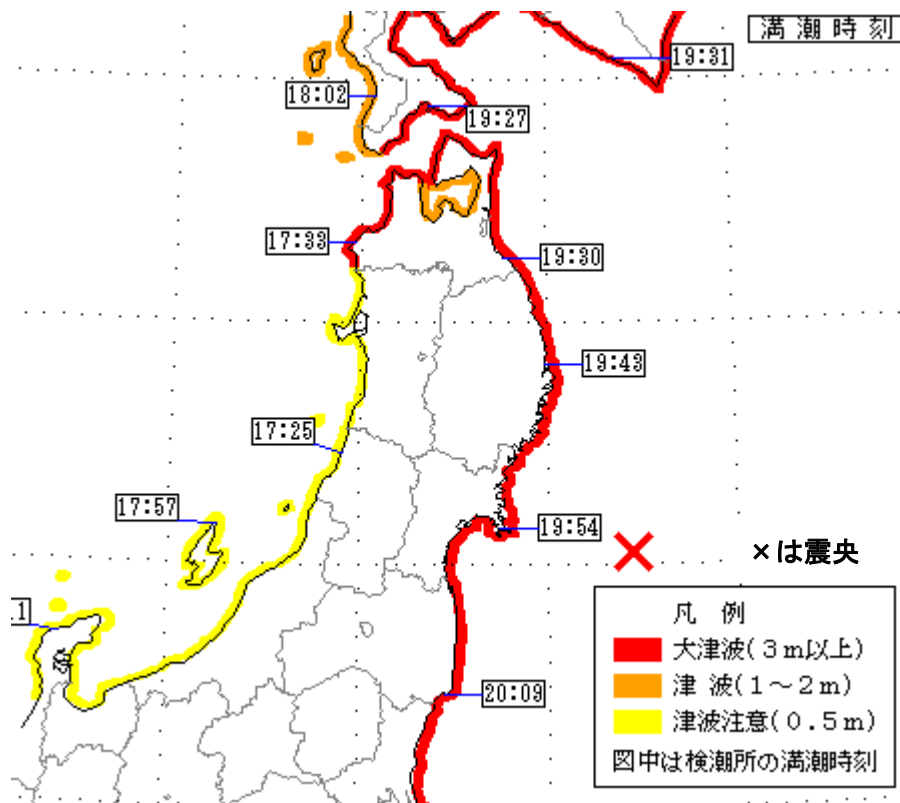 満潮時刻
19:31
18:02
19:27
17:33
19:30
19:43
17:25
17:57
19:54
×は震央
1
凡 例
大津波(3m以上)
津 波(1～2m)
津波注意(0.5m)
20:09
図中は検潮所の満潮時刻